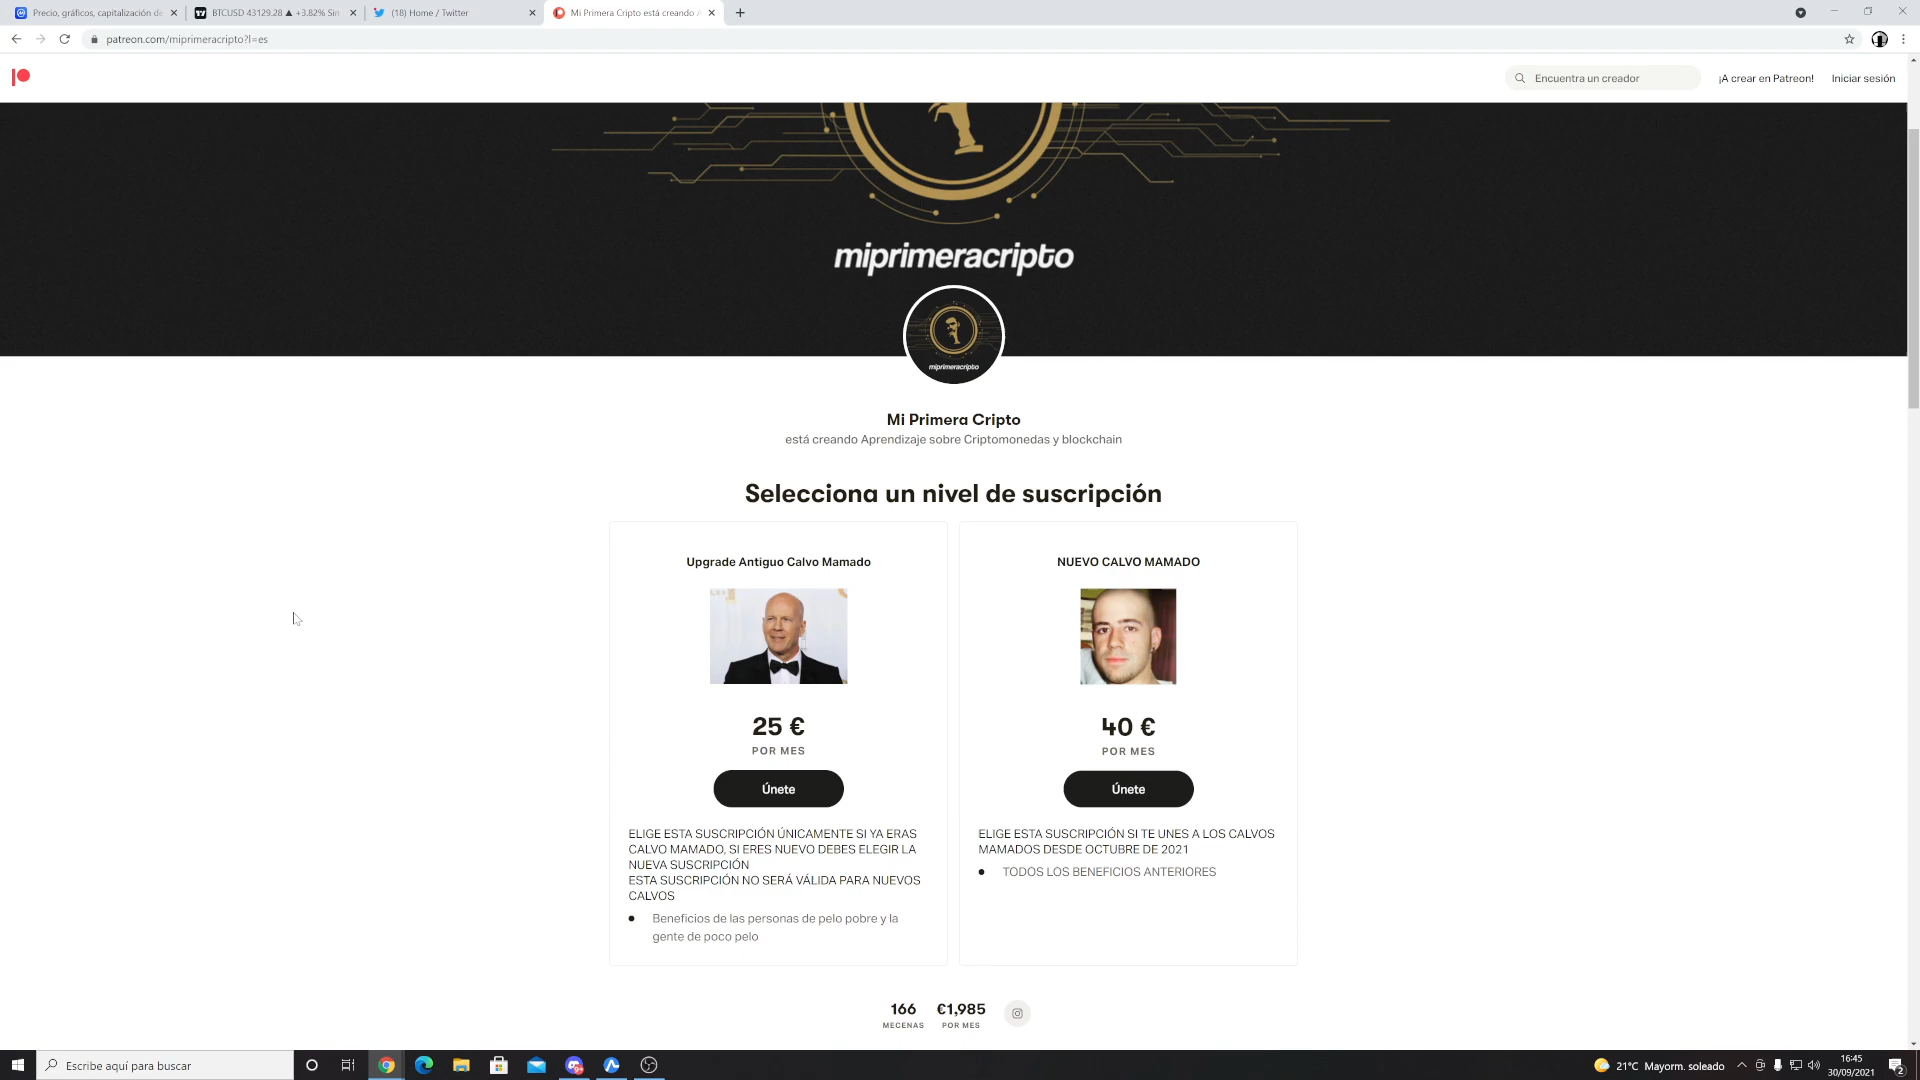 Precio, gráficos, capitalización de
BTCUSD 43129.28 ▲ +3.82% Sin
(18) Home / Twitter
Mi Primera Cripto está creando A
patreon.com/miprimeracripto?l=es
Encuentra un creador
¡A crear en Patreon!
Iniciar sesión
miprimeracripto
miprimeracripto
Mi Primera Cripto
está creando Aprendizaje sobre Criptomonedas y blockchain
Selecciona un nivel de suscripción
Upgrade Antiguo Calvo Mamado
25 €
POR MES
Únete
ELIGE ESTA SUSCRIPCIÓN ÚNICAMENTE SI YA ERAS
CALVO MAMADO, SI ERES NUEVO DEBES ELEGIR LA
NUEVA SUSCRIPCIÓN
ESTA SUSCRIPCIÓN NO SERÁ VÁLIDA PARA NUEVOS
CALVOS
Beneficios de las personas de pelo pobre y la
gente de poco pelo
NUEVO CALVO MAMADO
40 €
POR MES
Únete
ELIGE ESTA SUSCRIPCIÓN SI TE UNES A LOS CALVOS
MAMADOS DESDE OCTUBRE DE 2021
TODOS LOS BENEFICIOS ANTERIORES
166
MECENAS
€1,985
POR MES
Escribe aquí para buscar
21°C Mayorm. soleado
16:45
30/09/2021
2